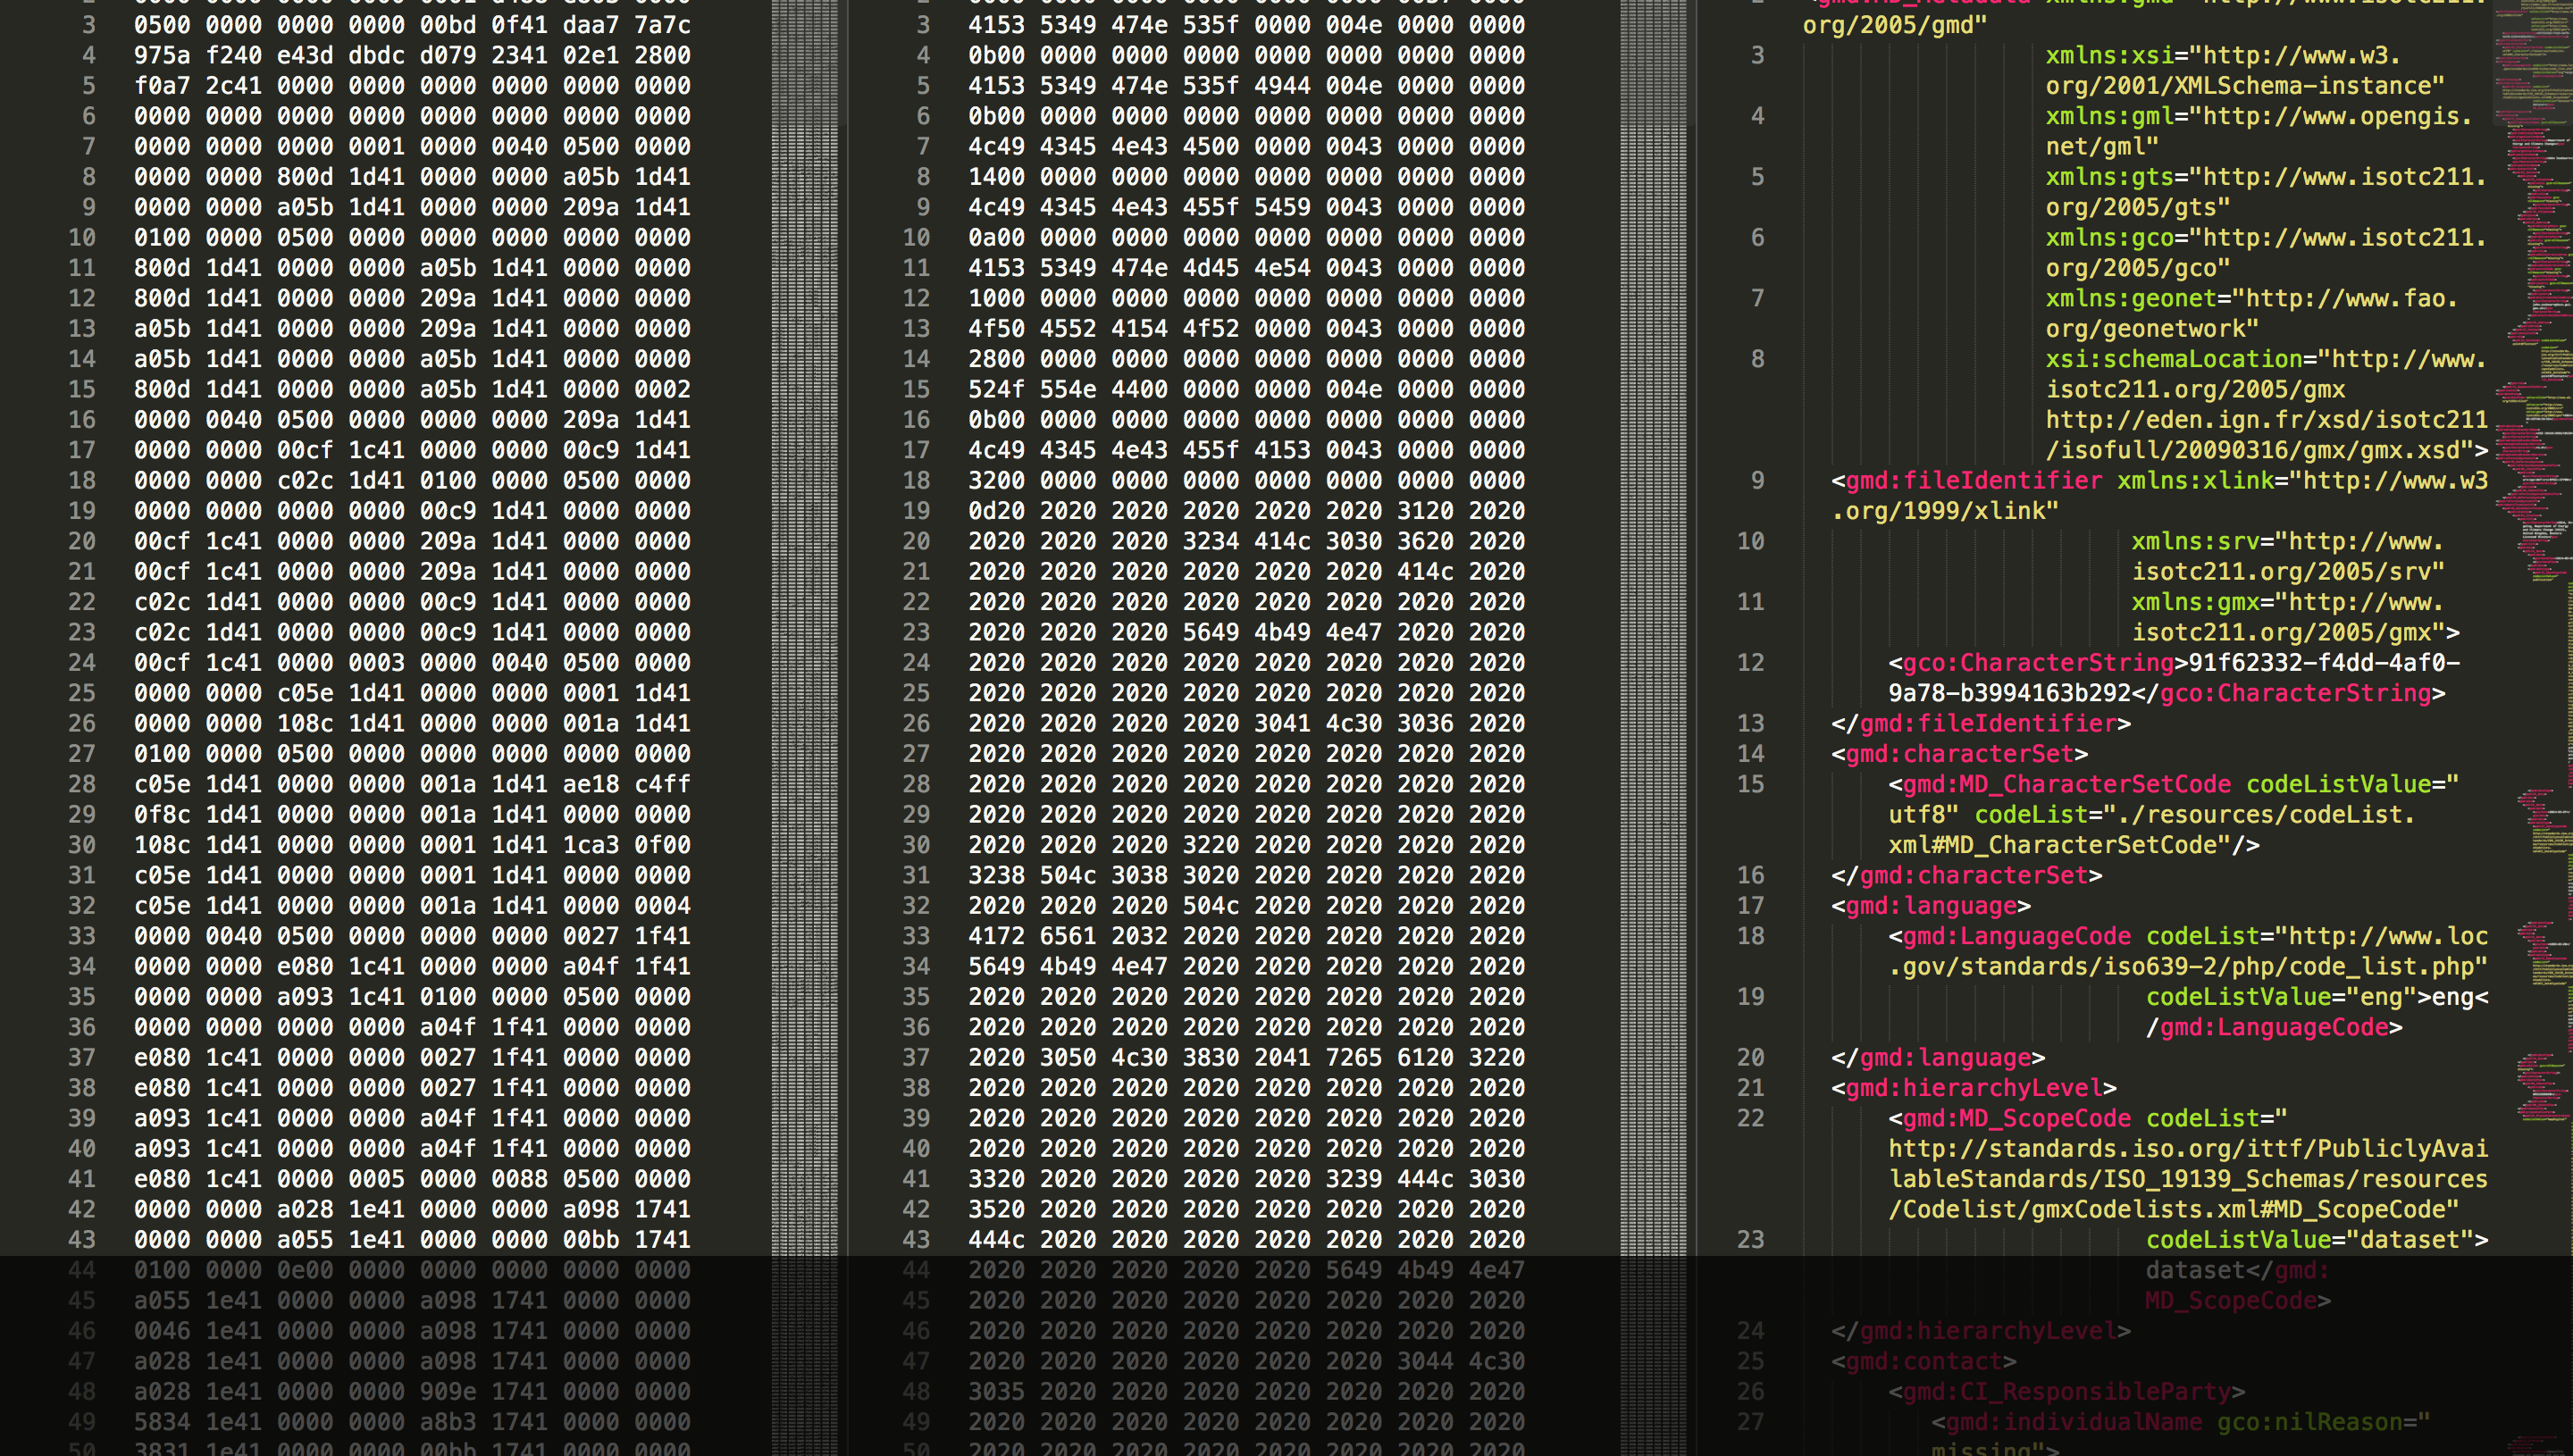 3 0500 0000 0000 00bd 0f41 daa7 7a7c
4 975a f240 e43d dbdc d079 2341 02e1 2800
5 f0a7 2c41 0000 0000 0000 0000 0000 0000
6 0000 0000 0000 0000 0000 0000 0000 0000
7 0000 0000 0000 0001 0000 0040 0500 0000
8 0000 0000 800d 1d41 0000 0000 a05b 1d41
9 0000 0000 a05b 1d41 0000 0000 209a 1d41
10 0100 0000 0500 0000 0000 0000 0000 0000
11 800d 1d41 0000 0000 a05b 1d41 0000 0000
12 800d 1d41 0000 0000 209a 1d41 0000 0000
13 a05b 1d41 0000 0000 209a 1d41 0000 0000
14 a05b 1d41 0000 0000 a05b 1d41 0000 0000
15 800d 1d41 0000 0000 a05b 1d41 0000 0002
16 0000 0040 0500 0000 0000 0000 209a 1d41
17 0000 0000 00cf 1c41 0000 0000 00c9 1d41
18 0000 0000 c02c 1d41 0100 0000 0500 0000
19 0000 0000 0000 0000 00c9 1d41 0000 0000
20 00cf 1c41 0000 0000 209a 1d41 0000 0000
21 00cf 1c41 0000 0000 209a 1d41 0000 0000
22 c02c 1d41 0000 0000 00c9 1d41 0000 0000
23 c02c 1d41 0000 0000 00c9 1d41 0000 0000
24 00cf 1c41 0000 0003 0000 0040 0500 0000
25 0000 0000 c05e 1d41 0000 0000 0001 1d41
26 0000 0000 108c 1d41 0000 0000 001a 1d41
27 0100 0000 0500 0000 0000 0000 0000 0000
28 c05e 1d41 0000 0000 001a 1d41 ae18 c4ff
29 0f8c 1d41 0000 0000 001a 1d41 0000 0000
30 108c 1d41 0000 0000 0001 1d41 1ca3 0f00
31 c05e 1d41 0000 0000 0001 1d41 0000 0000
32 c05e 1d41 0000 0000 001a 1d41 0000 0004
33 0000 0040 0500 0000 0000 0000 0027 1f41
34 0000 0000 e080 1c41 0000 0000 a04f 1f41
35 0000 0000 a093 1c41 0100 0000 0500 0000
36 0000 0000 0000 0000 a04f 1f41 0000 0000
37 e080 1c41 0000 0000 0027 1f41 0000 0000
38 e080 1c41 0000 0000 0027 1f41 0000 0000
39 a093 1c41 0000 0000 a04f 1f41 0000 0000
40 a093 1c41 0000 0000 a04f 1f41 0000 0000
41 e080 1c41 0000 0005 0000 0088 0500 0000
42 0000 0000 a028 1e41 0000 0000 a098 1741
43 0000 0000 a055 1e41 0000 0000 00bb 1741
44 0100 0000 0e00 0000 0000 0000 0000 0000
45 a055 1e41 0000 0000 a098 1741 0000 0000
46 0046 1e41 0000 0000 a098 1741 0000 0000
47 a028 1e41 0000 0000 a098 1741 0000 0000
48 a028 1e41 0000 0000 909e 1741 0000 0000
49 5834 1e41 0000 0000 a8b3 1741 0000 0000
50 3831 1e41 0000 0000 00bb 1741 0000 0000
3 4153 5349 474e 535f 0000 004e 0000 0000
4 0b00 0000 0000 0000 0000 0000 0000 0000
5 4153 5349 474e 535f 4944 004e 0000 0000
6 0b00 0000 0000 0000 0000 0000 0000 0000
7 4c49 4345 4e43 4500 0000 0043 0000 0000
8 1400 0000 0000 0000 0000 0000 0000 0000
9 4c49 4345 4e43 455f 5459 0043 0000 0000
10 0a00 0000 0000 0000 0000 0000 0000 0000
11 4153 5349 474e 4d45 4e54 0043 0000 0000
12 1000 0000 0000 0000 0000 0000 0000 0000
13 4f50 4552 4154 4f52 0000 0043 0000 0000
14 2800 0000 0000 0000 0000 0000 0000 0000
15 524f 554e 4400 0000 0000 004e 0000 0000
16 0b00 0000 0000 0000 0000 0000 0000 0000
17 4c49 4345 4e43 455f 4153 0043 0000 0000
18 3200 0000 0000 0000 0000 0000 0000 0000
19 0d20 2020 2020 2020 2020 2020 3120 2020
20 2020 2020 2020 3234 414c 3030 3620 2020
21 2020 2020 2020 2020 2020 2020 414c 2020
22 2020 2020 2020 2020 2020 2020 2020 2020
23 2020 2020 2020 5649 4b49 4e47 2020 2020
24 2020 2020 2020 2020 2020 2020 2020 2020
25 2020 2020 2020 2020 2020 2020 2020 2020
26 2020 2020 2020 2020 3041 4c30 3036 2020
27 2020 2020 2020 2020 2020 2020 2020 2020
28 2020 2020 2020 2020 2020 2020 2020 2020
29 2020 2020 2020 2020 2020 2020 2020 2020
30 2020 2020 2020 3220 2020 2020 2020 2020
31 3238 504c 3038 3020 2020 2020 2020 2020
32 2020 2020 2020 504c 2020 2020 2020 2020
33 4172 6561 2032 2020 2020 2020 2020 2020
34 5649 4b49 4e47 2020 2020 2020 2020 2020
35 2020 2020 2020 2020 2020 2020 2020 2020
36 2020 2020 2020 2020 2020 2020 2020 2020
37 2020 3050 4c30 3830 2041 7265 6120 3220
38 2020 2020 2020 2020 2020 2020 2020 2020
39 2020 2020 2020 2020 2020 2020 2020 2020
40 2020 2020 2020 2020 2020 2020 2020 2020
41 3320 2020 2020 2020 2020 3239 444c 3030
42 3520 2020 2020 2020 2020 2020 2020 2020
43 444c 2020 2020 2020 2020 2020 2020 2020
44 2020 2020 2020 2020 2020 5649 4b49 4e47
45 2020 2020 2020 2020 2020 2020 2020 2020
46 2020 2020 2020 2020 2020 2020 2020 2020
47 2020 2020 2020 2020 2020 2020 3044 4c30
48 3035 2020 2020 2020 2020 2020 2020 2020
49 2020 2020 2020 2020 2020 2020 2020 2020
50 2020 2020 2020 2020 2020 2020 2020 2020
2 <gmd:MD_Metadata xmlns:gmd="http://www.isotc211.
org/2005/gmd"
3 xmlns:xsi="http://www.w3.
org/2001/XMLSchema-instance"
4 xmlns:gml="http://www.opengis.
net/gml"
5 xmlns:gts="http://www.isotc211.
org/2005/gts"
6 xmlns:gco="http://www.isotc211.
org/2005/gco"
7 xmlns:geonet="http://www.fao.
org/geonetwork"
8 xsi:schemaLocation="http://www.
isotc211.org/2005/gmx
http://eden.ign.fr/xsd/isotc211
/isofull/20090316/gmx/gmx.xsd">
9 <gmd:fileIdentifier xmlns:xlink="http://www.w3
.org/1999/xlink"
10 xmlns:srv="http://www.
isotc211.org/2005/srv"
11 xmlns:gmx="http://www.
isotc211.org/2005/gmx">
12 <gco:CharacterString>91f62332-f4dd-4af0-
9a78-b3994163b292</gco:CharacterString>
13 </gmd:fileIdentifier>
14 <gmd:characterSet>
15 <gmd:MD_CharacterSetCode codeListValue="
utf8" codeList="./resources/codeList.
xml#MD_CharacterSetCode"/>
16 </gmd:characterSet>
17 <gmd:language>
18 <gmd:LanguageCode codeList="http://www.loc
.gov/standards/iso639-2/php/code_list.php"
19 codeListValue="eng">eng<
/gmd:LanguageCode>
20 </gmd:language>
21 <gmd:hierarchyLevel>
22 <gmd:MD_ScopeCode codeList="
http://standards.iso.org/ittf/PubliclyAvai
lableStandards/ISO_19139_Schemas/resources
/Codelist/gmxCodelists.xml#MD_ScopeCode"
23 codeListValue="dataset">
dataset</gmd:
MD_ScopeCode>
24 </gmd:hierarchyLevel>
25 <gmd:contact>
26 <gmd:CI_ResponsibleParty>
27 <gmd:individualName gco:nilReason="
missing">